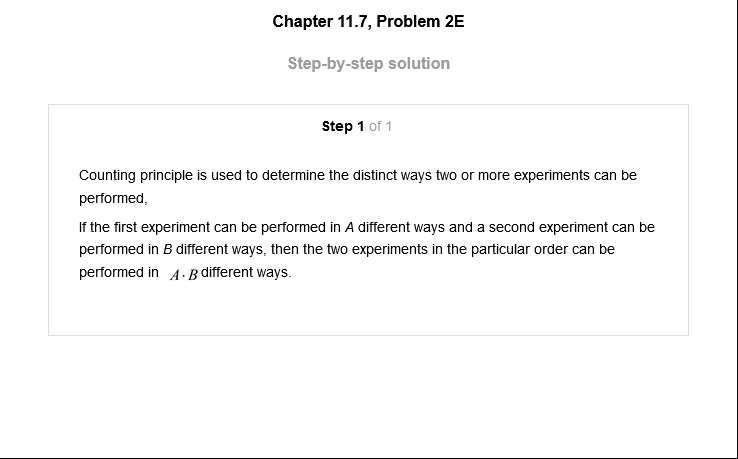 Chapter 11.7, Problem 2E
Step-by-step solution
Step 1 of 1
Counting principle is used to determine the distinct ways two or more experiments can be
performed,
If the first experiment can be performed in A different ways and a second experiment can be
performed in B different ways, then the two experiments in the particular order can be
performed in A · B different ways.